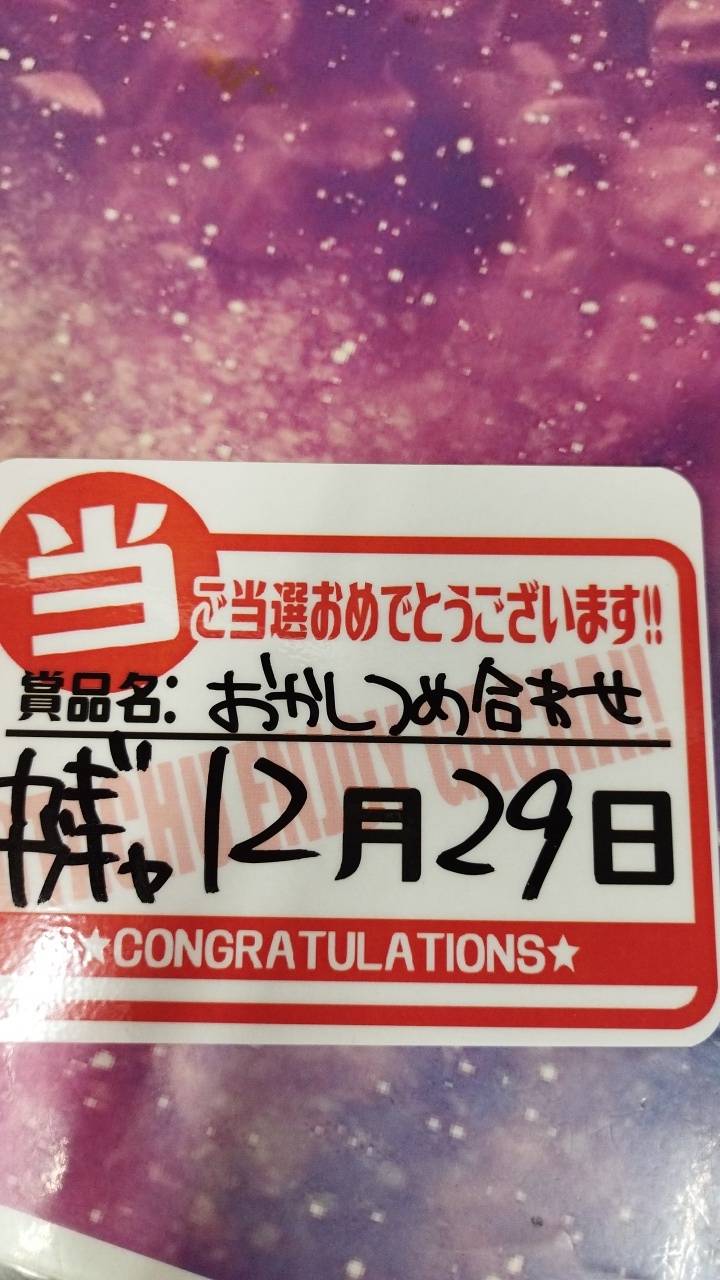 当
ご当選おめでとうございます!!
賞品名: おかしつめ合わせ
12月29日
★CONGRATULATIONS★